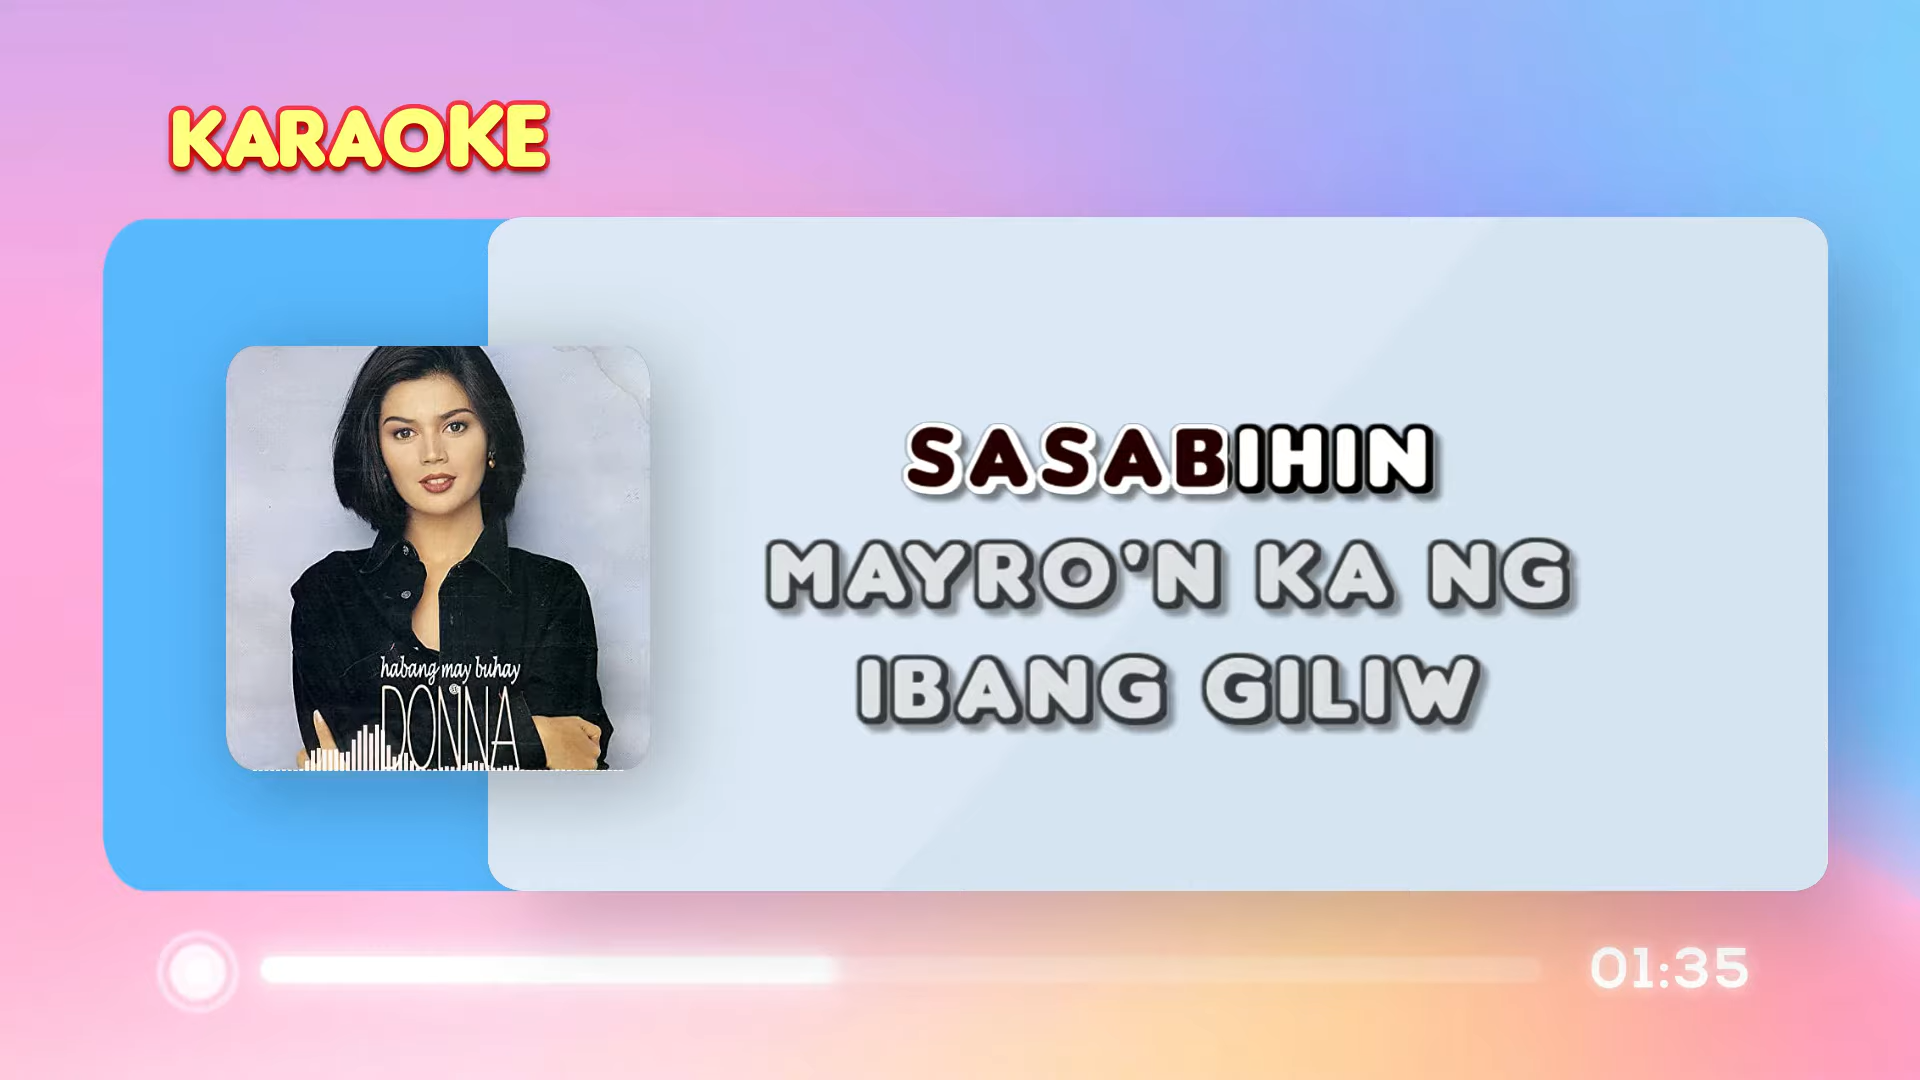 KARAOKE
SASABIHIN
MAYRO'N KA NG
IBANG GILIW
habang may buhay
DONNA
01:35